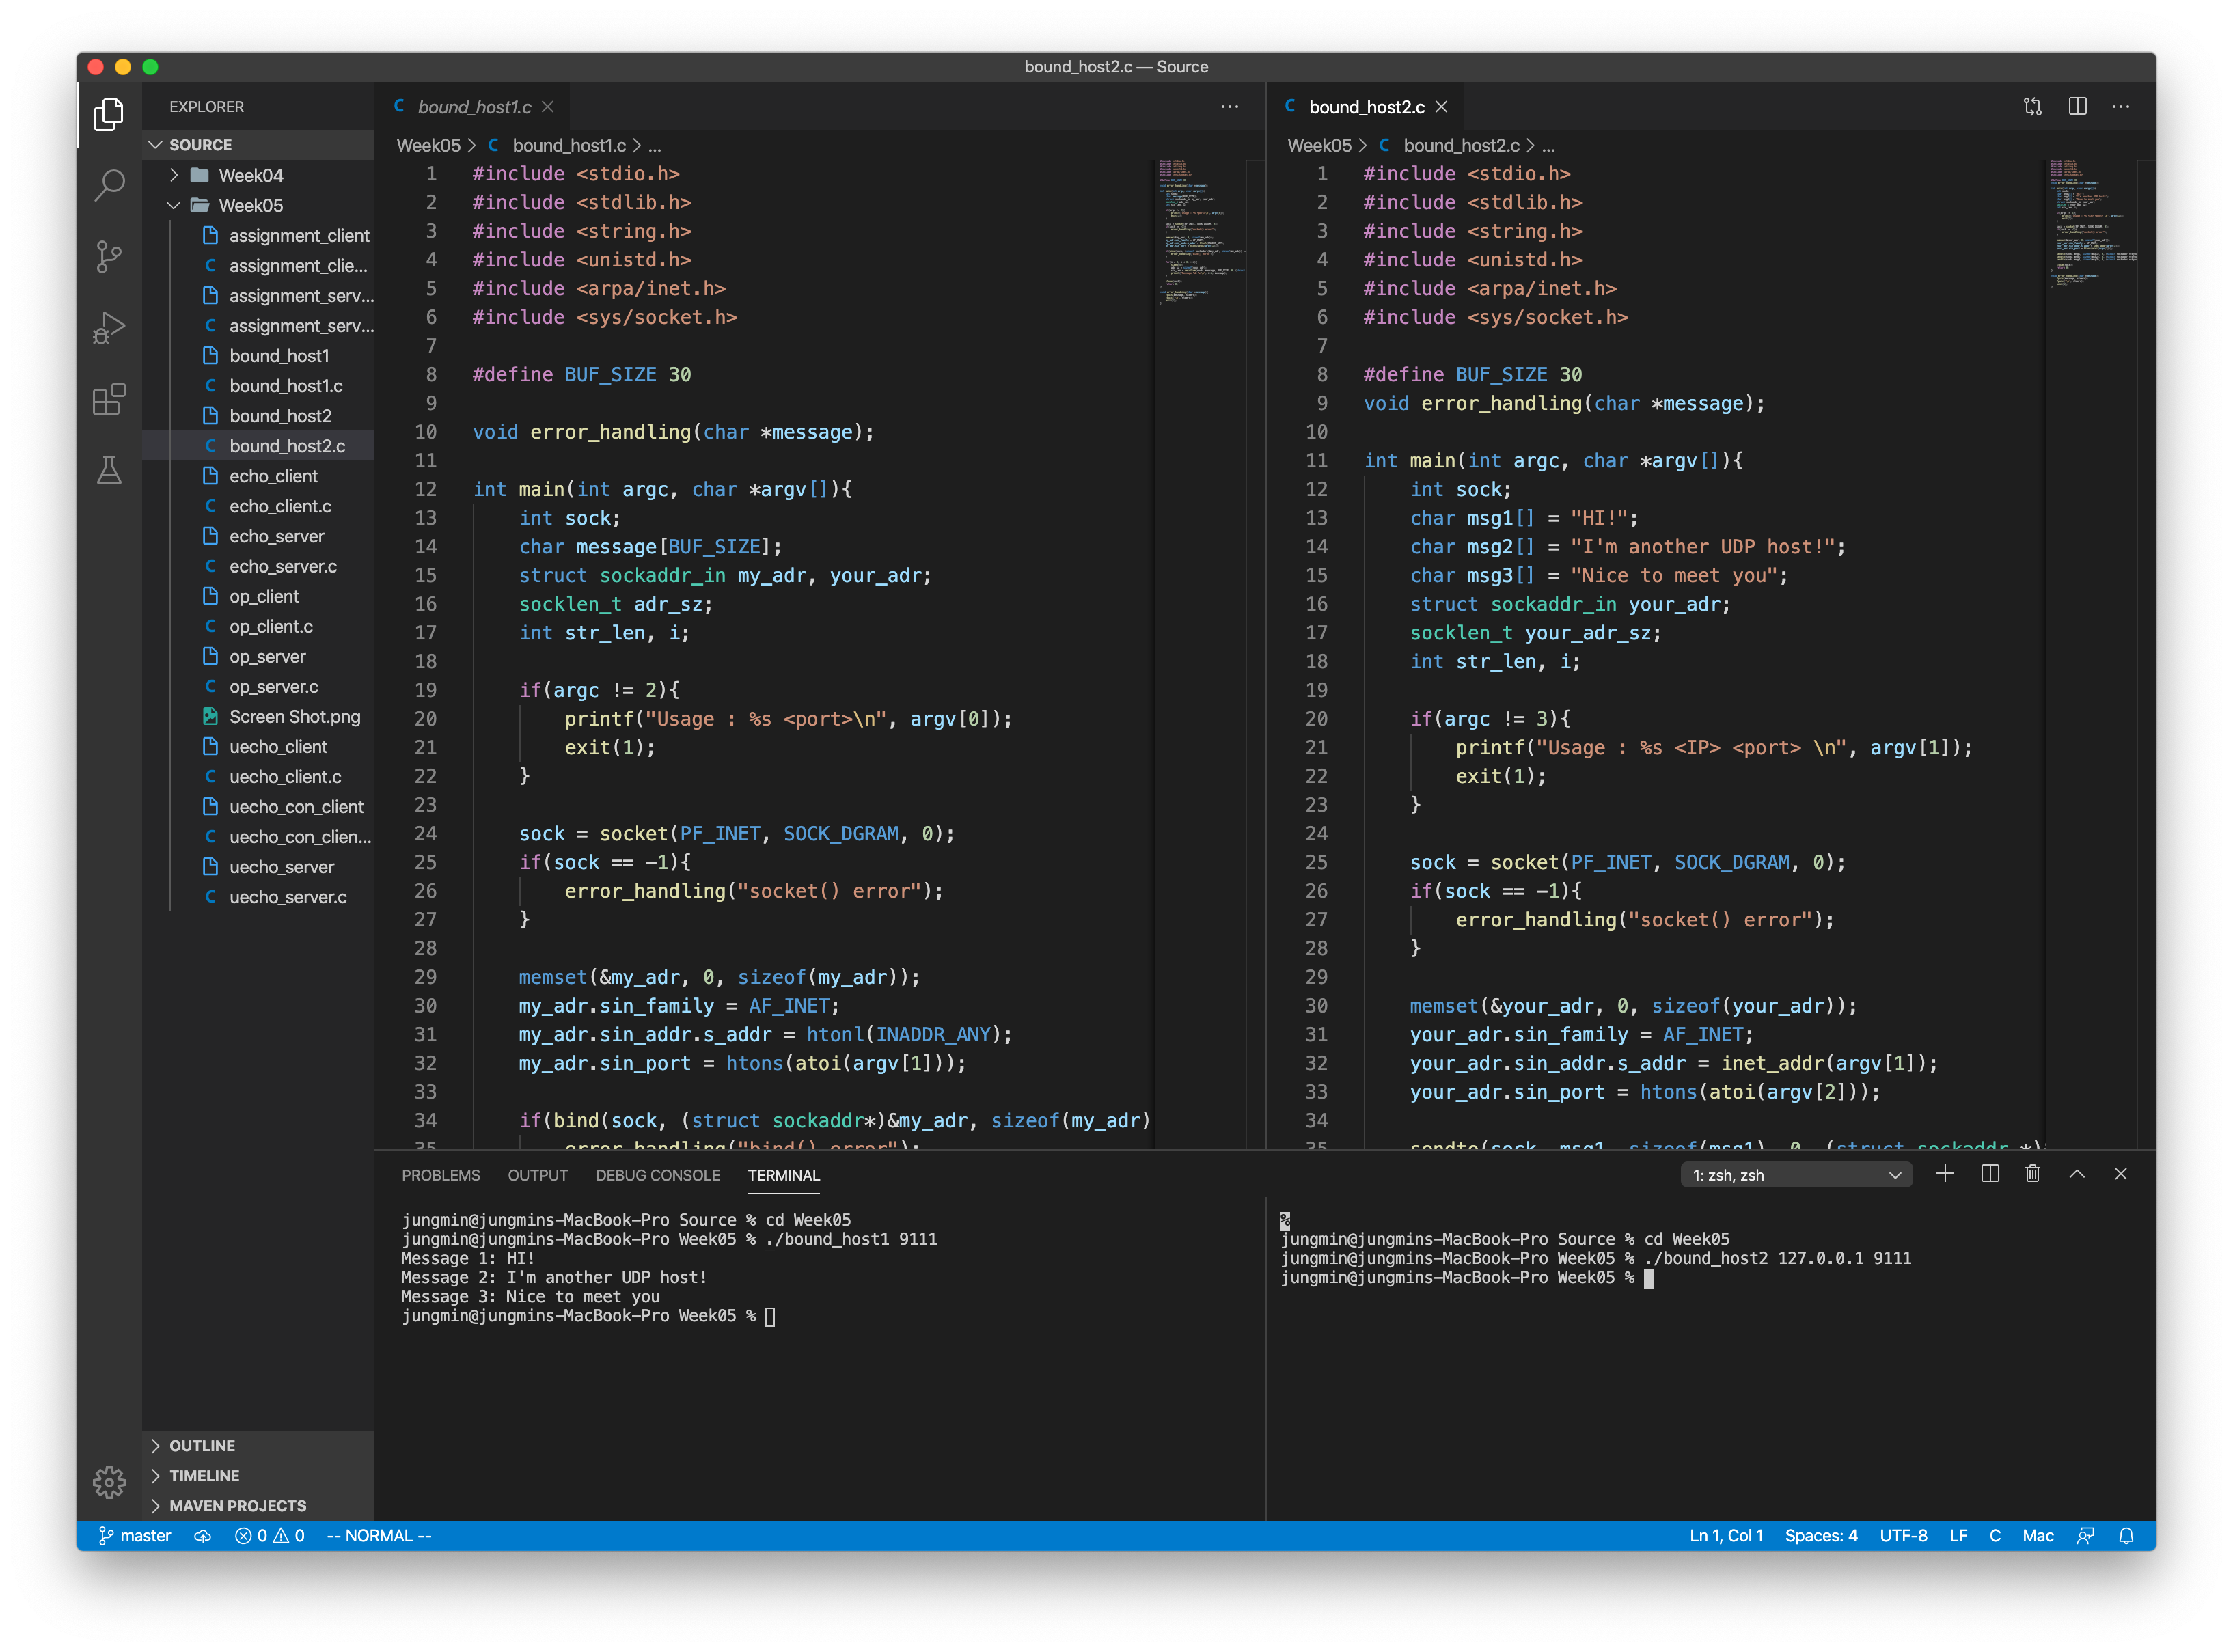 bound_host2.c — Source
EXPLORER
SOURCE
Week04
Week05
assignment_client
assignment_clie...
assignment_serv...
assignment_serv...
bound_host1
bound_host1.c
bound_host2
bound_host2.c
echo_client
echo_client.c
echo_server
echo_server.c
op_client
op_client.c
op_server
op_server.c
Screen Shot.png
uecho_client
uecho_client.c
uecho_con_client
uecho_con_clien...
uecho_server
uecho_server.c
OUTLINE
TIMELINE
MAVEN PROJECTS
C bound_host1.c
Week05 > C bound_host1.c > ...
1 #include <stdio.h>
2 #include <stdlib.h>
3 #include <string.h>
4 #include <unistd.h>
5 #include <arpa/inet.h>
6 #include <sys/socket.h>
7
8 #define BUF_SIZE 30
9
10 void error_handling(char *message);
11
12 int main(int argc, char *argv[]){
13 int sock;
14 char message[BUF_SIZE];
15 struct sockaddr_in my_adr, your_adr;
16 socklen_t adr_sz;
17 int str_len, i;
18
19 if(argc != 2){
20 printf("Usage : %s <port>\n", argv[0]);
21 exit(1);
22 }
23
24 sock = socket(PF_INET, SOCK_DGRAM, 0);
25 if(sock == -1){
26 error_handling("socket() error");
27 }
28
29 memset(&my_adr, 0, sizeof(my_adr));
30 my_adr.sin_family = AF_INET;
31 my_adr.sin_addr.s_addr = htonl(INADDR_ANY);
32 my_adr.sin_port = htons(atoi(argv[1]));
33
34 if(bind(sock, (struct sockaddr*)&my_adr, sizeof(my_adr)
35 error_handling("bind() error");
C bound_host2.c
Week05 > C bound_host2.c > ...
1 #include <stdio.h>
2 #include <stdlib.h>
3 #include <string.h>
4 #include <unistd.h>
5 #include <arpa/inet.h>
6 #include <sys/socket.h>
7
8 #define BUF_SIZE 30
9 void error_handling(char *message);
10
11 int main(int argc, char *argv[]){
12 int sock;
13 char msg1[] = "HI!";
14 char msg2[] = "I'm another UDP host!";
15 char msg3[] = "Nice to meet you";
16 struct sockaddr_in your_adr;
17 socklen_t your_adr_sz;
18 int str_len, i;
19
20 if(argc != 3){
21 printf("Usage : %s <IP> <port> \n", argv[1]);
22 exit(1);
23 }
24
25 sock = socket(PF_INET, SOCK_DGRAM, 0);
26 if(sock == -1){
27 error_handling("socket() error");
28 }
29
30 memset(&your_adr, 0, sizeof(your_adr));
31 your_adr.sin_family = AF_INET;
32 your_adr.sin_addr.s_addr = inet_addr(argv[1]);
33 your_adr.sin_port = htons(atoi(argv[2]));
34
35 sendto(sock, msg1, sizeof(msg1), 0, (struct sockaddr *)
PROBLEMS OUTPUT DEBUG CONSOLE TERMINAL
1: zsh, zsh
jungmin@jungmins-MacBook-Pro Source % cd Week05
jungmin@jungmins-MacBook-Pro Week05 % ./bound_host1 9111
Message 1: HI!
Message 2: I'm another UDP host!
Message 3: Nice to meet you
jungmin@jungmins-MacBook-Pro Week05 %
%
jungmin@jungmins-MacBook-Pro Source % cd Week05
jungmin@jungmins-MacBook-Pro Week05 % ./bound_host2 127.0.0.1 9111
jungmin@jungmins-MacBook-Pro Week05 %
master 0 0 -- NORMAL --
Ln 1, Col 1 Spaces: 4 UTF-8 LF C Mac